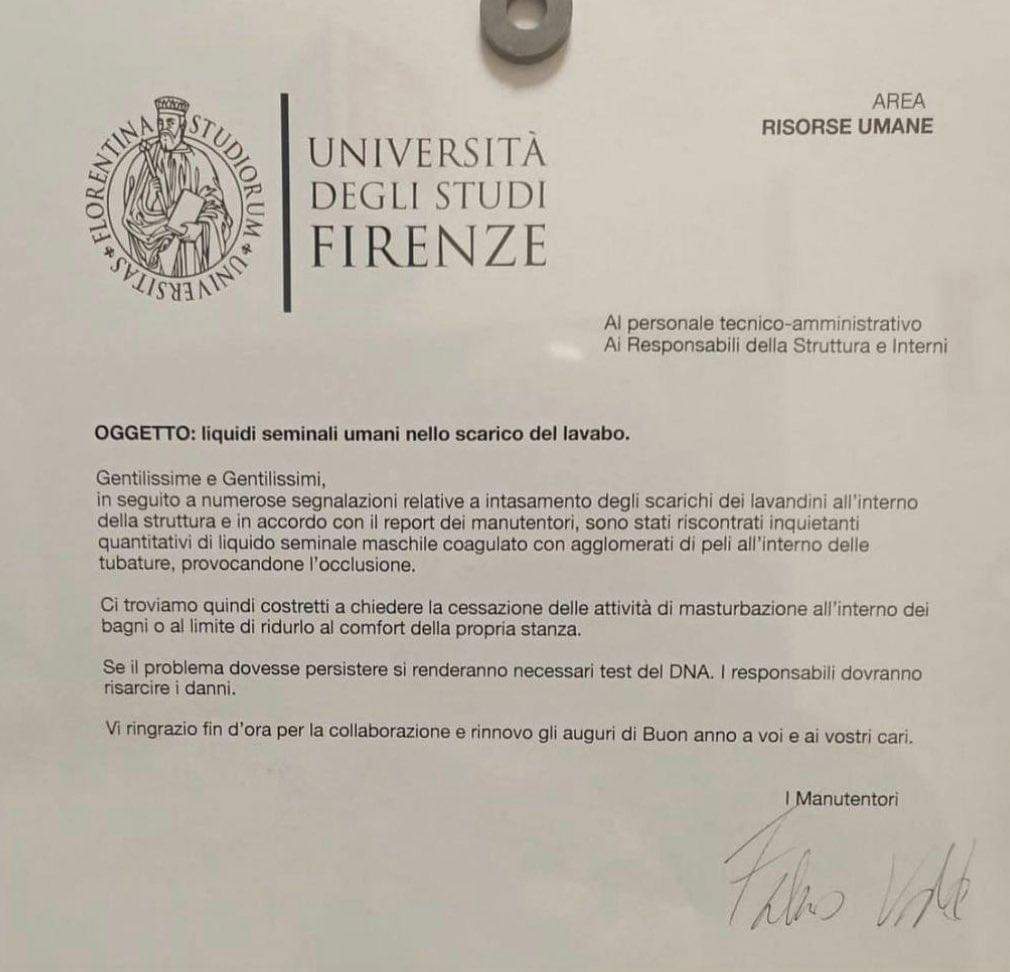 FLORENTINA STUDIORUM UNIVERSITAS
UNIVERSITÀ
DEGLI STUDI
FIRENZE
AREA
RISORSE UMANE
Al personale tecnico-amministrativo
Ai Responsabili della Struttura e Interni
OGGETTO: liquidi seminali umani nello scarico del lavabo.
Gentilissime e Gentilissimi,
in seguito a numerose segnalazioni relative a intasamento degli scarichi dei lavandini all'interno
della struttura e in accordo con il report dei manutentori, sono stati riscontrati inquietanti
quantitativi di liquido seminale maschile coagulato con agglomerati di peli all'interno delle
tubature, provocandone l'occlusione.
Ci troviamo quindi costretti a chiedere la cessazione delle attività di masturbazione all'interno dei
bagni o al limite di ridurlo al comfort della propria stanza.
Se il problema dovesse persistere si renderanno necessari test del DNA. I responsabili dovranno
risarcire i danni.
Vi ringrazio fin d'ora per la collaborazione e rinnovo gli auguri di Buon anno a voi e ai vostri cari.
I Manutentori